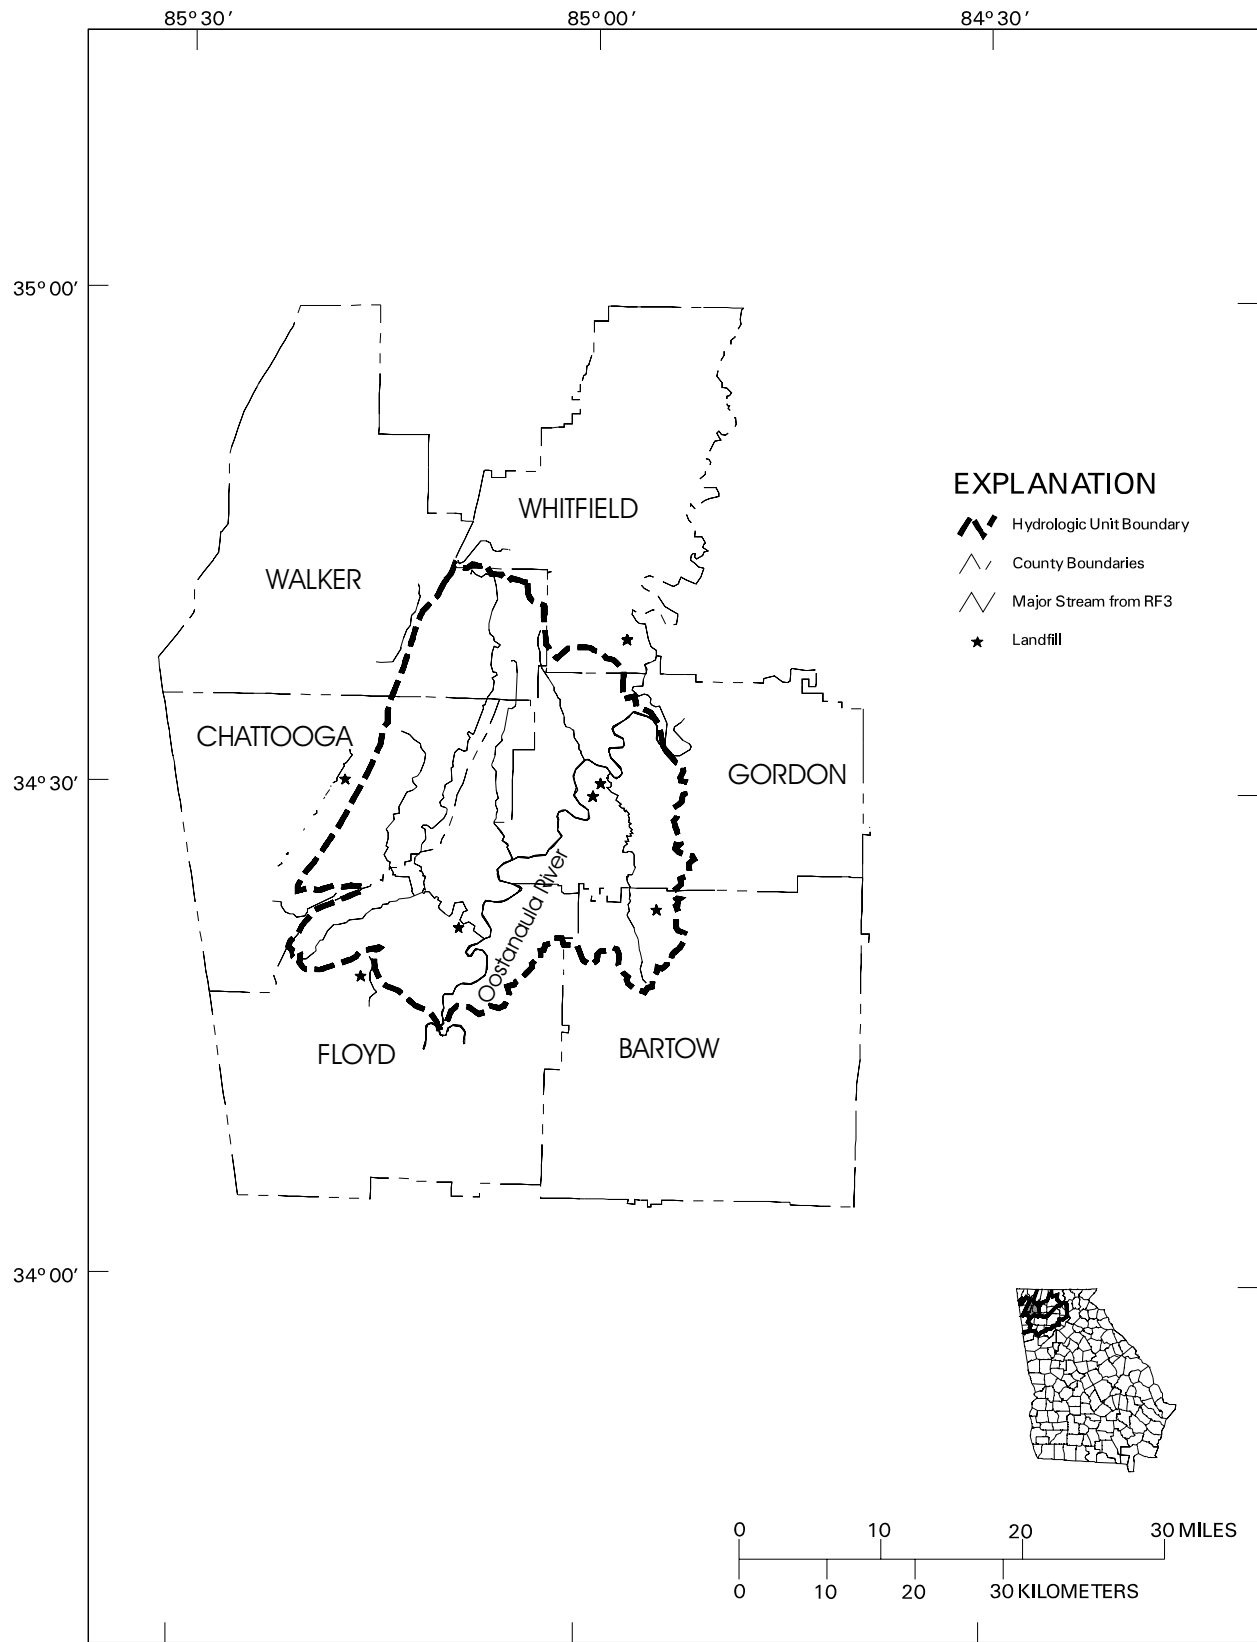 85° 30 ' 85° 00 ' 84° 30 '
35° 00'
EXPLANATION
WHITFIELD
Hydrologic Unit Boundary
County Boundaries
WALKER
Major Stream from RF3
Landfill
CHATTOOGA
34° 30'
GORDON
Oostanaula River
FLOYD
BARTOW
34° 00'
0 10 20 30 MILES
0 10 20 30 KILOMETERS